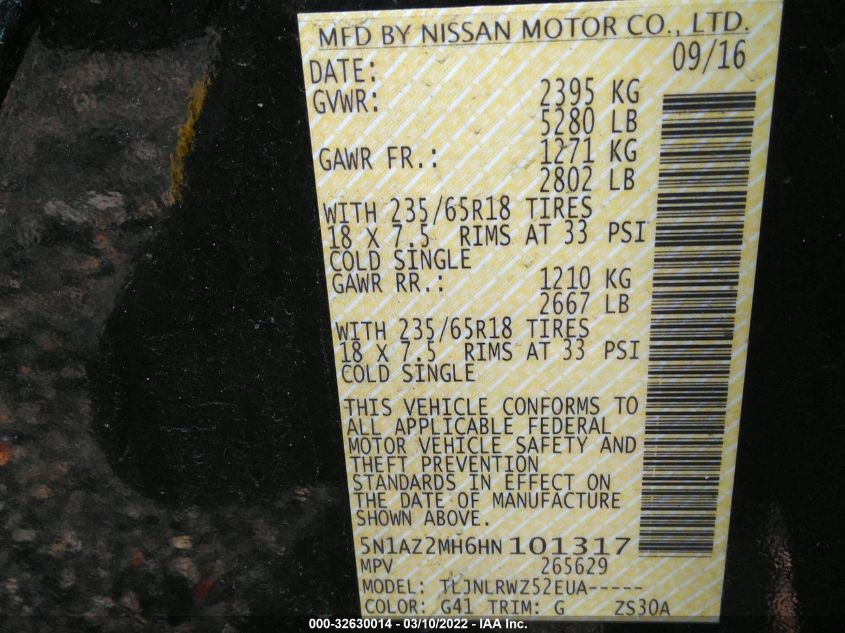 MFD BY NISSAN MOTOR CO., LTD.
DATE: 09/16
GVWR: 2395 KG
5280 LB
GAWR FR.: 1271 KG
2802 LB
WITH 235/65R18 TIRES
18 X 7.5 RIMS AT 33 PSI
COLD SINGLE
GAWR RR.: 1210 KG
2667 LB
WITH 235/65R18 TIRES
18 X 7.5 RIMS AT 33 PSI
COLD SINGLE
THIS VEHICLE CONFORMS TO
ALL APPLICABLE FEDERAL
MOTOR VEHICLE SAFETY AND
THEFT PREVENTION
STANDARDS IN EFFECT ON
THE DATE OF MANUFACTURE
SHOWN ABOVE.
5N1AZ2MH6HN 101317
MPV 265629
MODEL: TLJNLRWZ52EUA-----
COLOR: G41 TRIM: G ZS30A
000-32630014 - 03/10/2022 - IAA Inc.